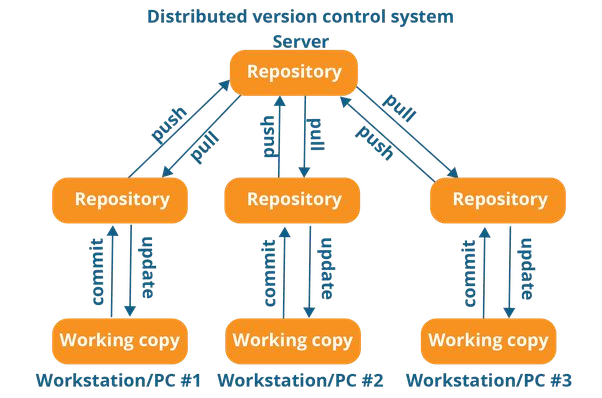 Distributed version control system
Server
Repository
push
pull
push
pull
push
pull
Repository
Repository
Repository
commit
update
commit
update
commit
update
Working copy
Working copy
Working copy
Workstation/PC #1
Workstation/PC #2
Workstation/PC #3